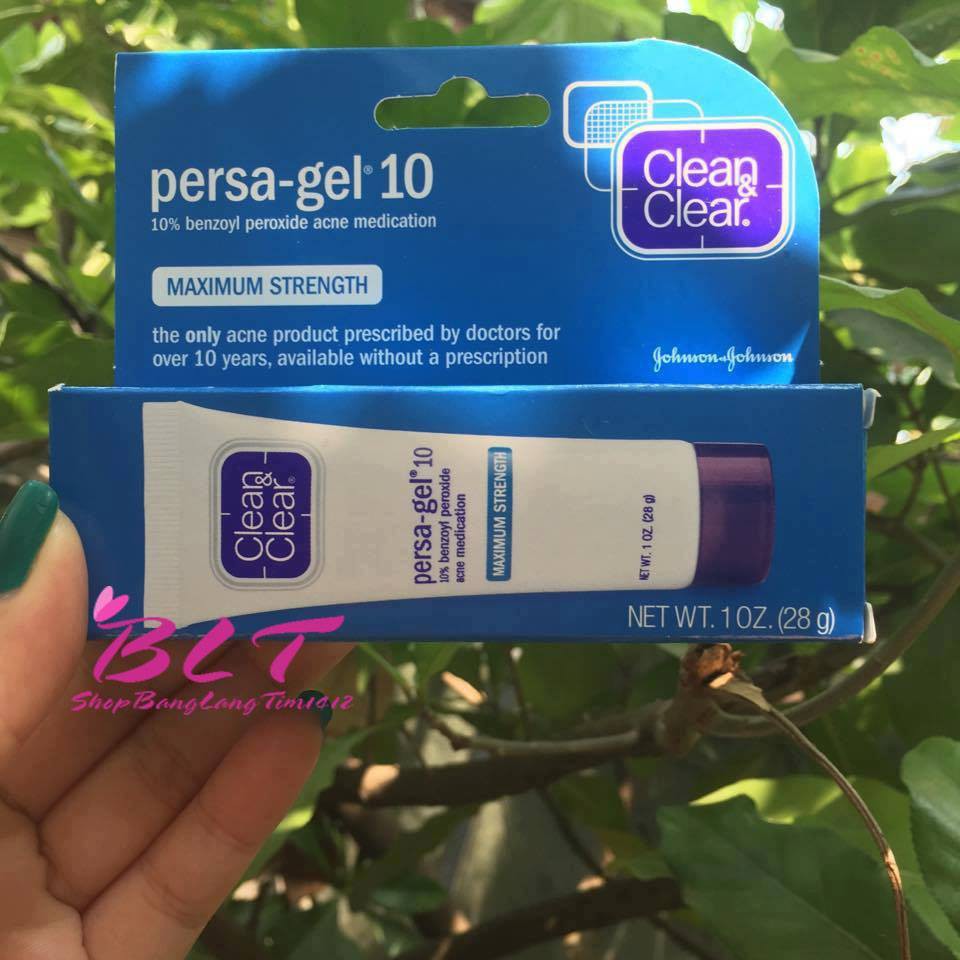 persa-gel® 10
10% benzoyl peroxide acne medication
MAXIMUM STRENGTH
the only acne product prescribed by doctors for
over 10 years, available without a prescription
Clean
&
Clear.
Johnson & Johnson
Clean
&
Clear®
persa-gel® 10
10% benzoyl peroxide
acne medication
MAXIMUM STRENGTH
NET WT. 1 OZ. (28 g)
NET WT. 1 OZ. (28 g)
BLT
ShopBangLangTim1012